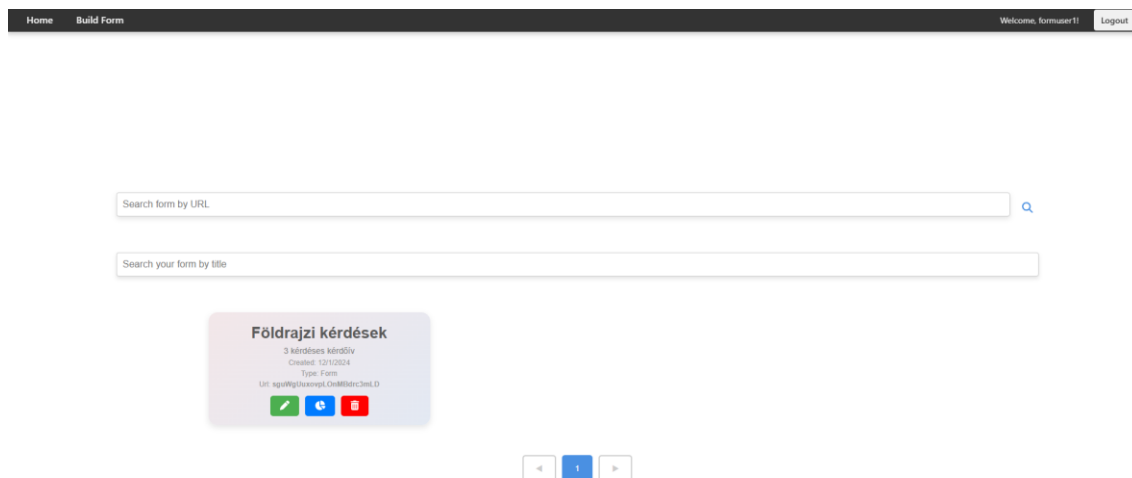 Home Build Form Welcome, formuser1! Logout
Search form by URL
Search your form by title
Földrajzi kérdések
3 kérdéses kérdőív
Created: 12/1/2024
Type: Form
Url:
1